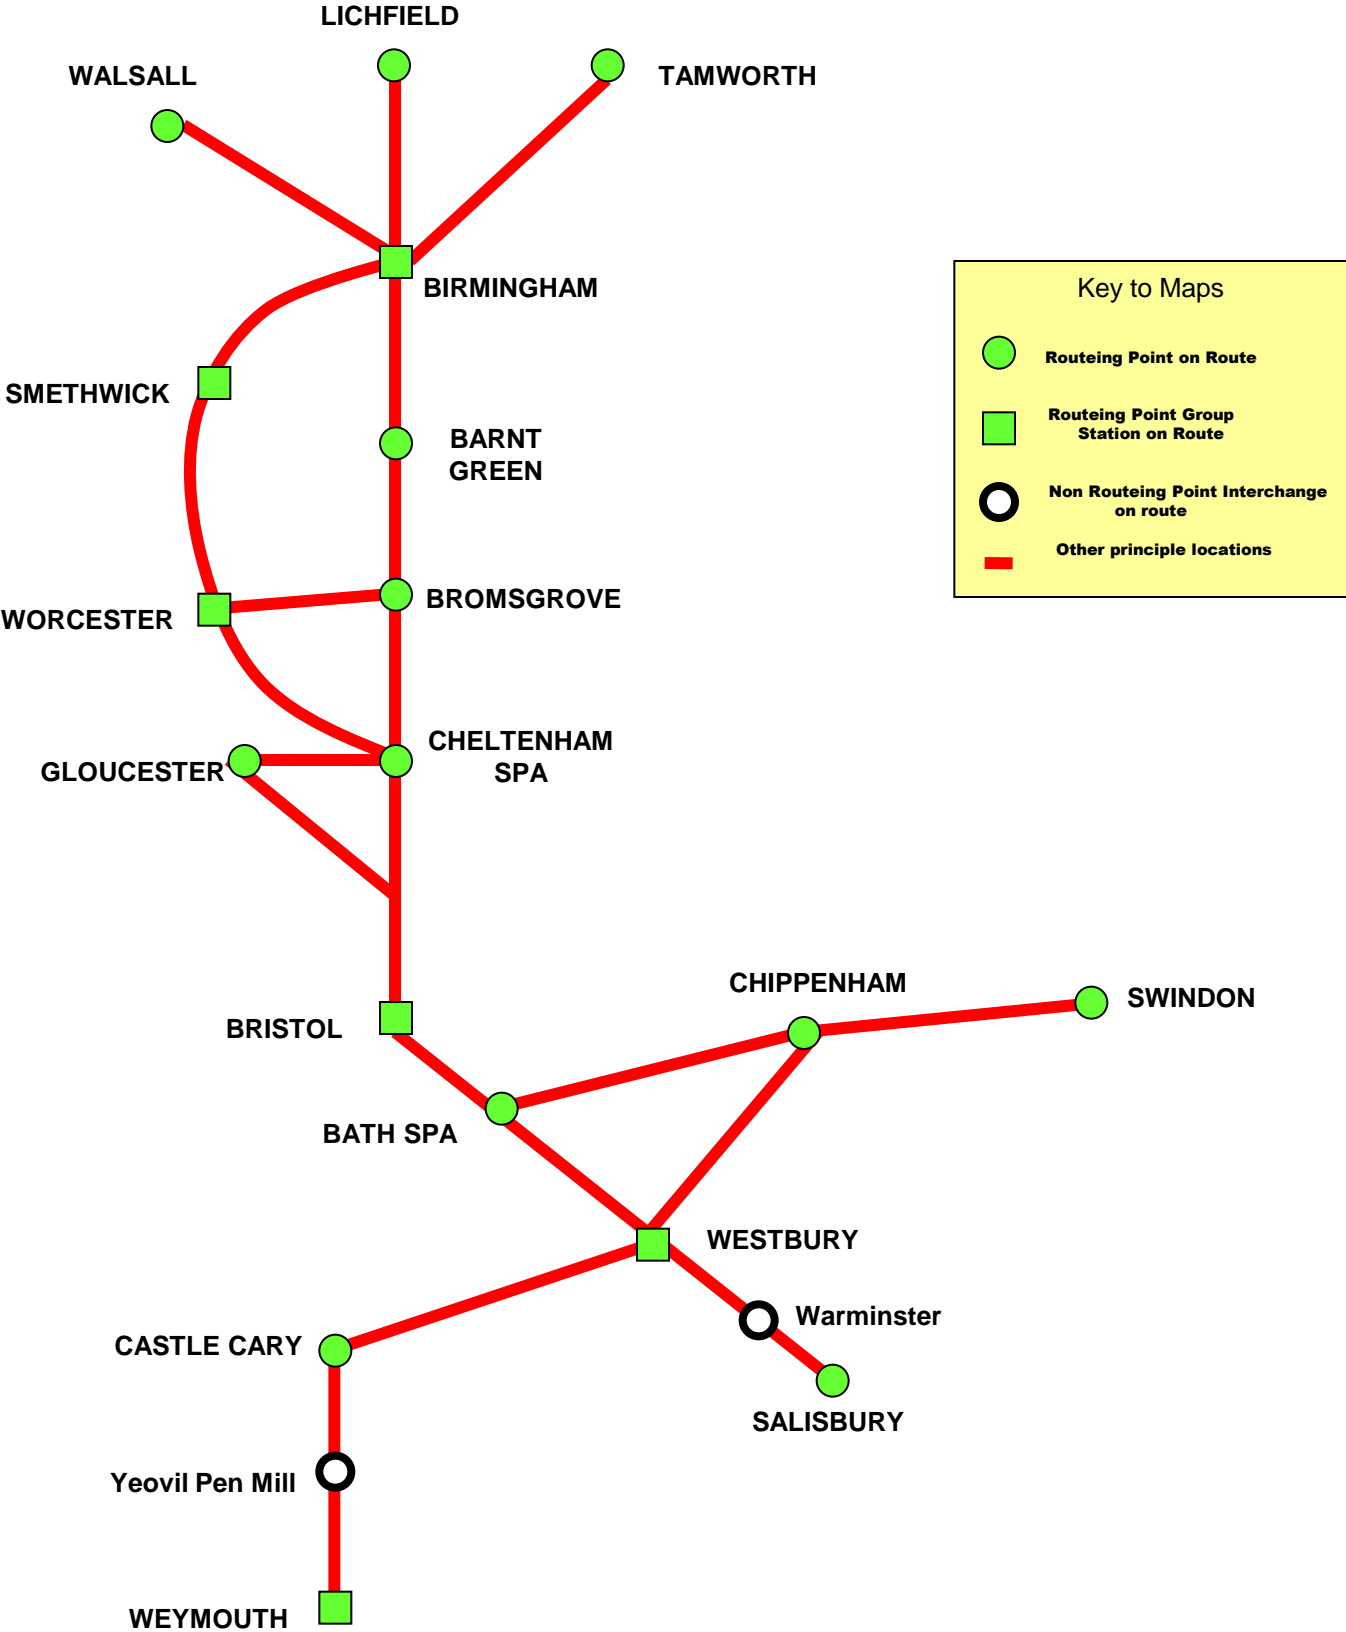 LICHFIELD
WALSALL
TAMWORTH
BIRMINGHAM
Key to Maps
Routeing Point on Route
Routeing Point Group
Station on Route
Non Routeing Point Interchange
on route
Other principle locations
SMETHWICK
BARNT
GREEN
BROMSGROVE
WORCESTER
CHELTENHAM
SPA
GLOUCESTER
CHIPPENHAM
SWINDON
BRISTOL
BATH SPA
WESTBURY
Warminster
CASTLE CARY
SALISBURY
Yeovil Pen Mill
WEYMOUTH